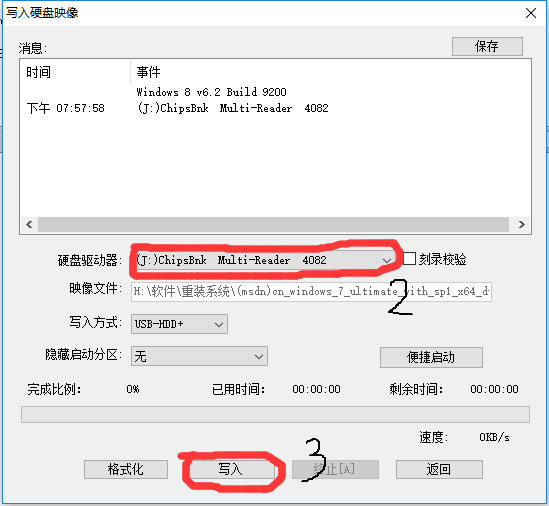 写入硬盘映像
消息:
保存
时间 事件
Windows 8 v6.2 Build 9200
下午 07:57:58 (J:)ChipsBnk Multi-Reader 4082
硬盘驱动器: (J:)ChipsBnk Multi-Reader 4082 刻录校验
2
映像文件: H:\软件\重装系统\(msdn)cn_windows_7_ultimate_with_sp1_x64_d
写入方式: USB-HDD+
隐藏启动分区: 无 便捷启动
完成比例: 0% 已用时间: 00:00:00 剩余时间: 00:00:00
速度: 0KB/s
3
格式化 写入 终止[A] 返回